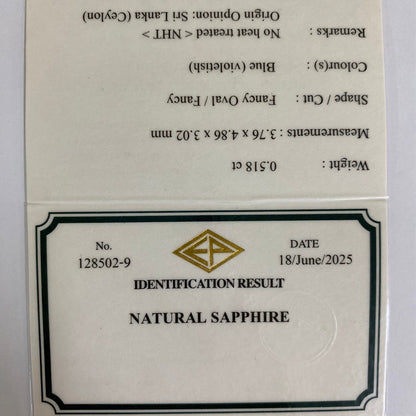 Weight : 0.518 ct
Measurements : 3.76 x 4.86 x 3.02 mm
Shape / Cut : Fancy Oval / Fancy
Colour(s) : Blue (violetish)
Remarks : No heat treated < NHT >
Origin Opinion: Sri Lanka (Ceylon)
No.
128502-9
EP
DATE
18/June/2025
IDENTIFICATION RESULT
NATURAL SAPPHIRE